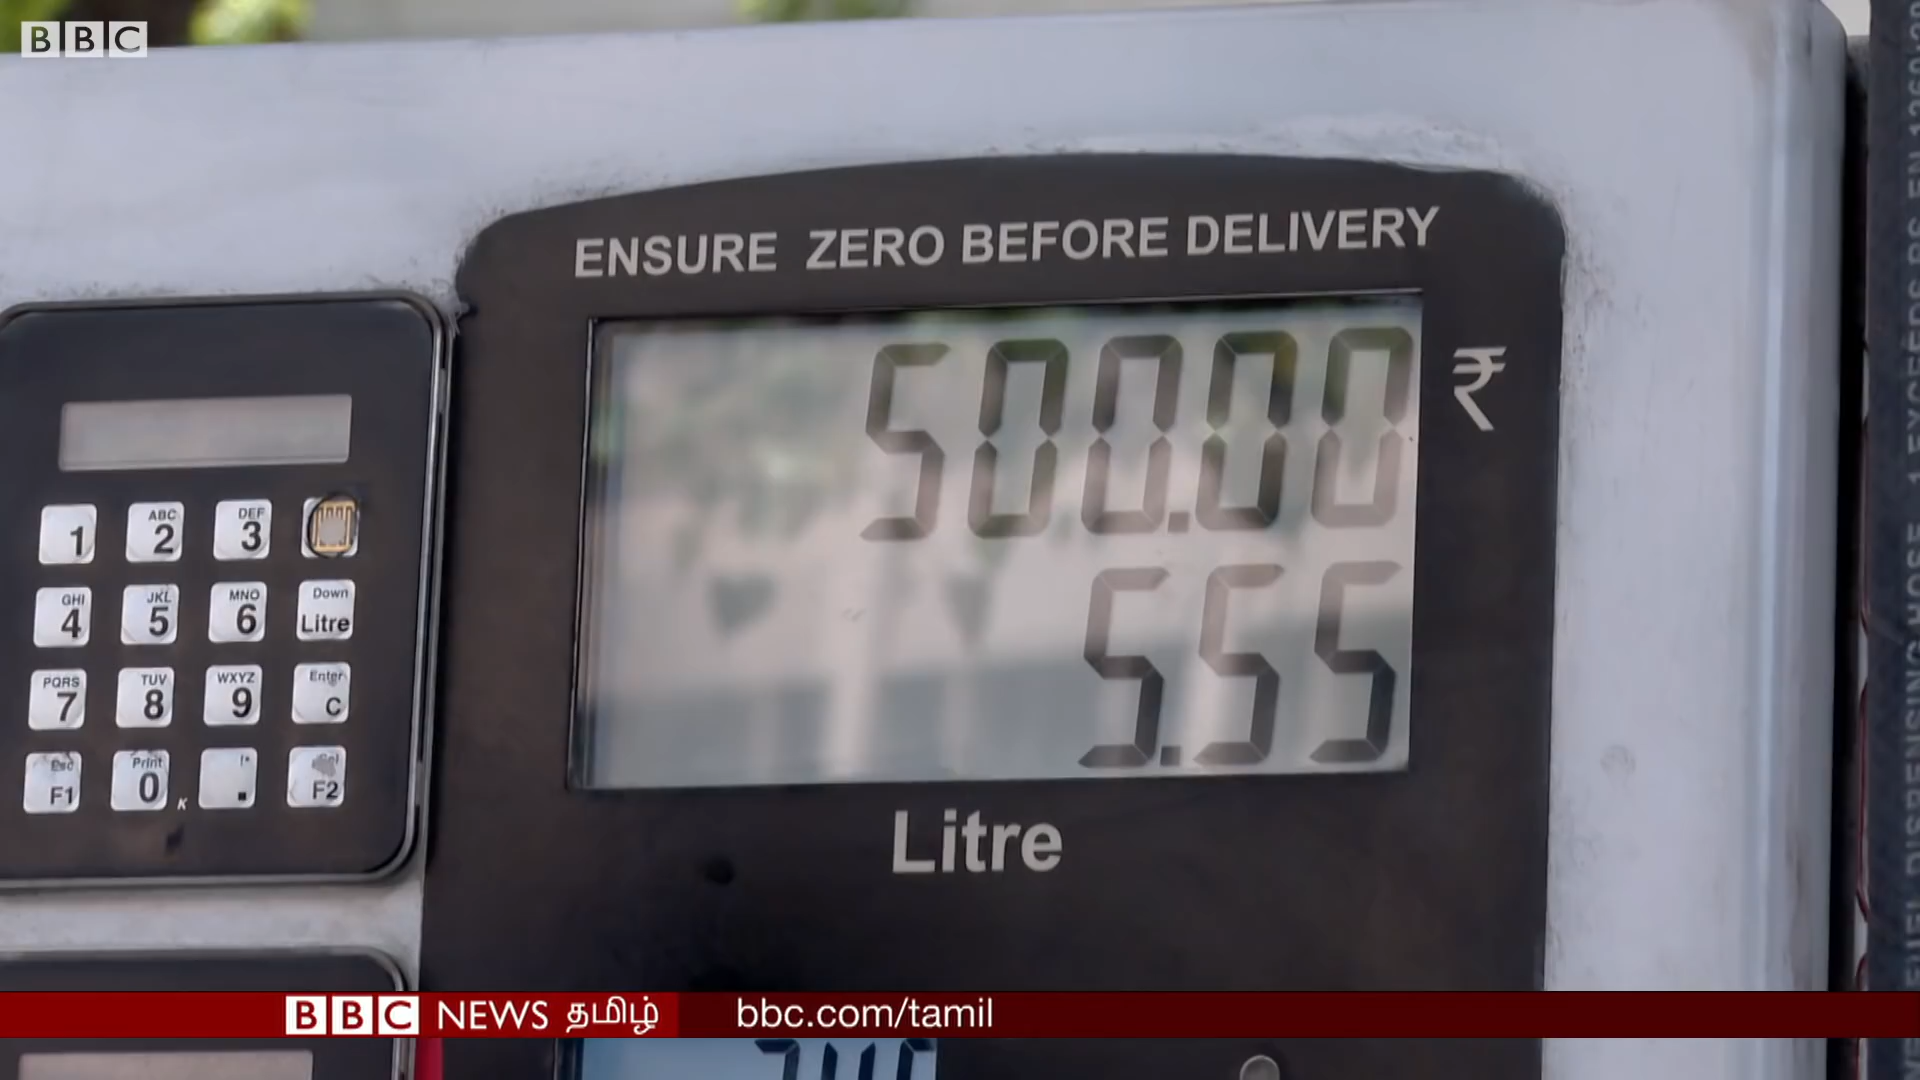 BBC
ENSURE ZERO BEFORE DELIVERY
500.00 ₹
5.55
Litre
1
ABC 2
DEF 3
GHI 4
JKL 5
MNO 6
Down Litre
PQRS 7
TUV 8
WXYZ 9
Enter C
Esc F1
Print 0
K
.
F2
BBC NEWS தமிழ் bbc.com/tamil